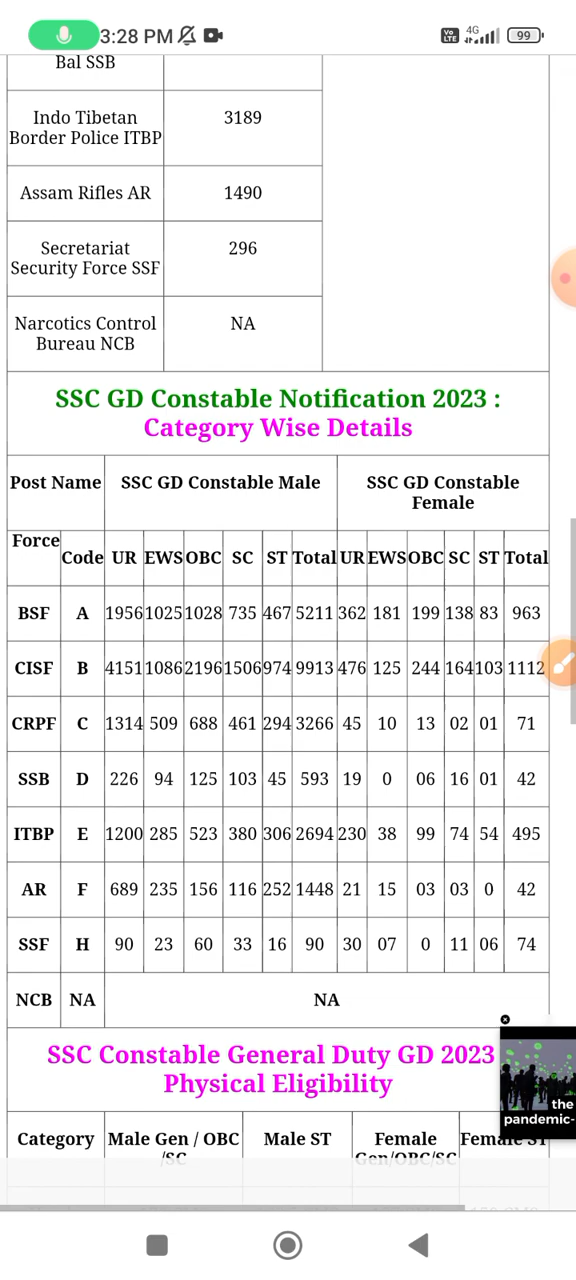 3:28 PM
Vo LTE 4G 99
Bal SSB
Indo Tibetan
Border Police ITBP
3189
Assam Rifles AR 1490
Secretariat
Security Force SSF
296
Narcotics Control
Bureau NCB
NA
SSC GD Constable Notification 2023 :
Category Wise Details
Post Name SSC GD Constable Male SSC GD Constable
Female
Force Code UR EWS OBC SC ST Total UR EWS OBC SC ST Total
BSF A 1956 1025 1028 735 467 5211 362 181 199 138 83 963
CISF B 4151 1086 2196 1506 974 9913 476 125 244 164 103 1112
CRPF C 1314 509 688 461 294 3266 45 10 13 02 01 71
SSB D 226 94 125 103 45 593 19 0 06 16 01 42
ITBP E 1200 285 523 380 306 2694 230 38 99 74 54 495
AR F 689 235 156 116 252 1448 21 15 03 03 0 42
SSF H 90 23 60 33 16 90 30 07 0 11 06 74
NCB NA NA
SSC Constable General Duty GD 2023
Physical Eligibility
the
pandemic-
Category Male Gen / OBC
/SC
Male ST Female
Gen/OBC/SC
Female ST